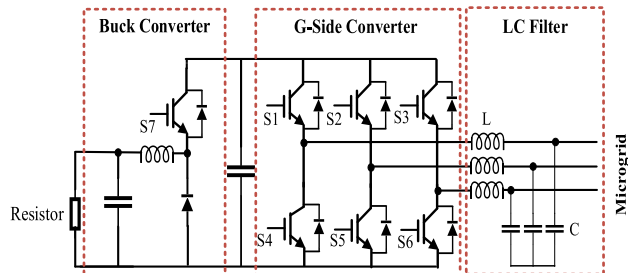 Buck Converter
G-Side Converter
LC Filter
S7
S1
S2
S3
L
Resistor
S4
S5
S6
C
Microgrid